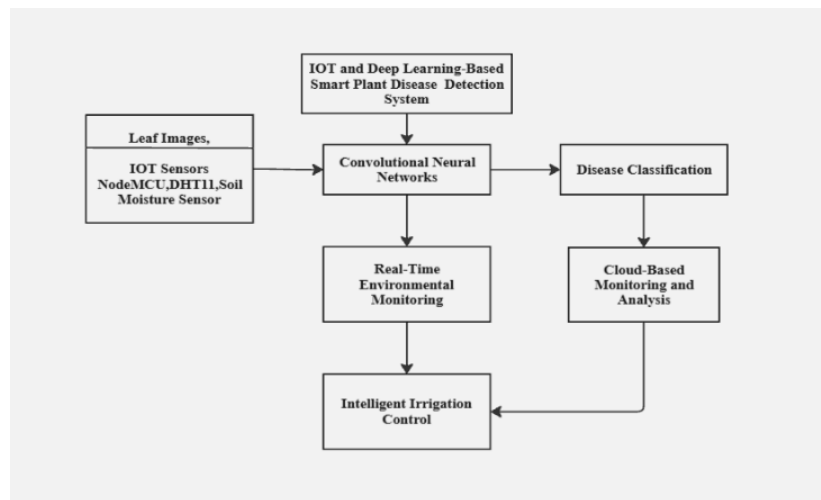 IOT and Deep Learning-Based
Smart Plant Disease Detection
System
Leaf Images,
IOT Sensors
NodeMCU,DHT11,Soil
Moisture Sensor
Convolutional Neural
Networks
Disease Classification
Real-Time
Environmental
Monitoring
Cloud-Based
Monitoring and
Analysis
Intelligent Irrigation
Control